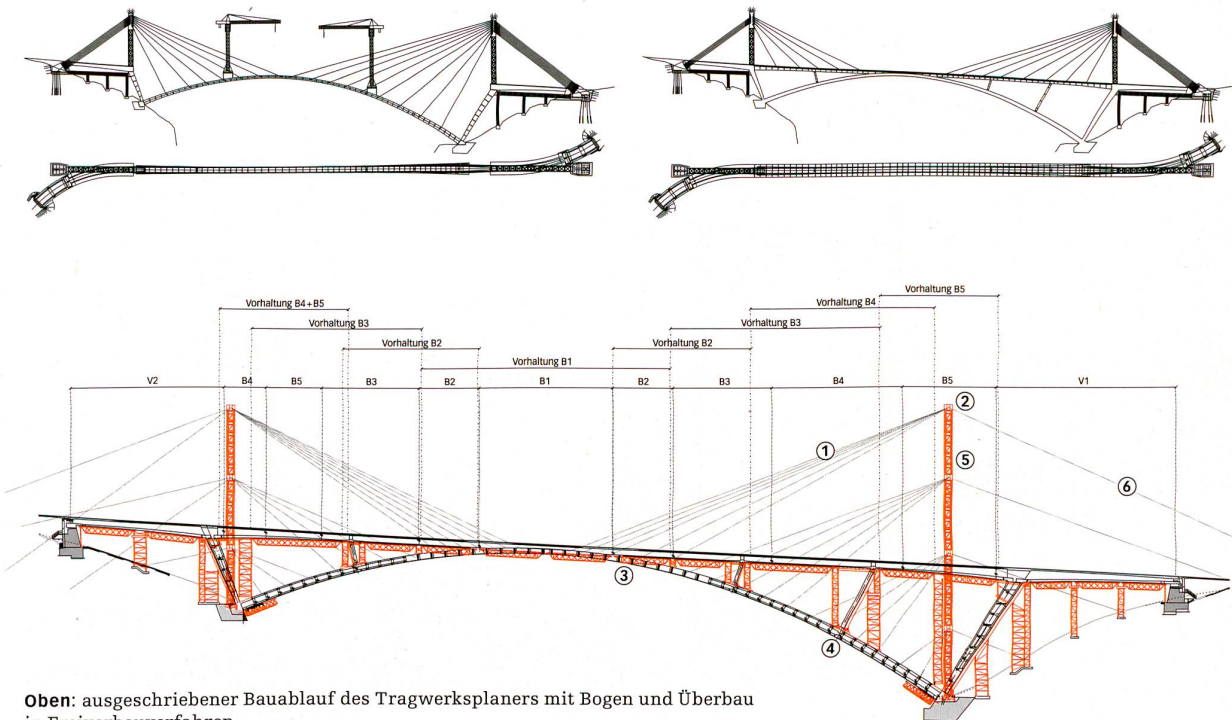 Vorhaltung B5
Vorhaltung B4+B5
Vorhaltung B4
Vorhaltung B3
Vorhaltung B3
Vorhaltung B2
Vorhaltung B2
Vorhaltung B1
V2 B4 B5 B3 B2 B1 B2 B3 B4 B5 V1
2
1
5
6
3
4
Oben: ausgeschriebener Bauablauf des Tragwerksplaners mit Bogen und Überbau
im Freivorbauverfahren